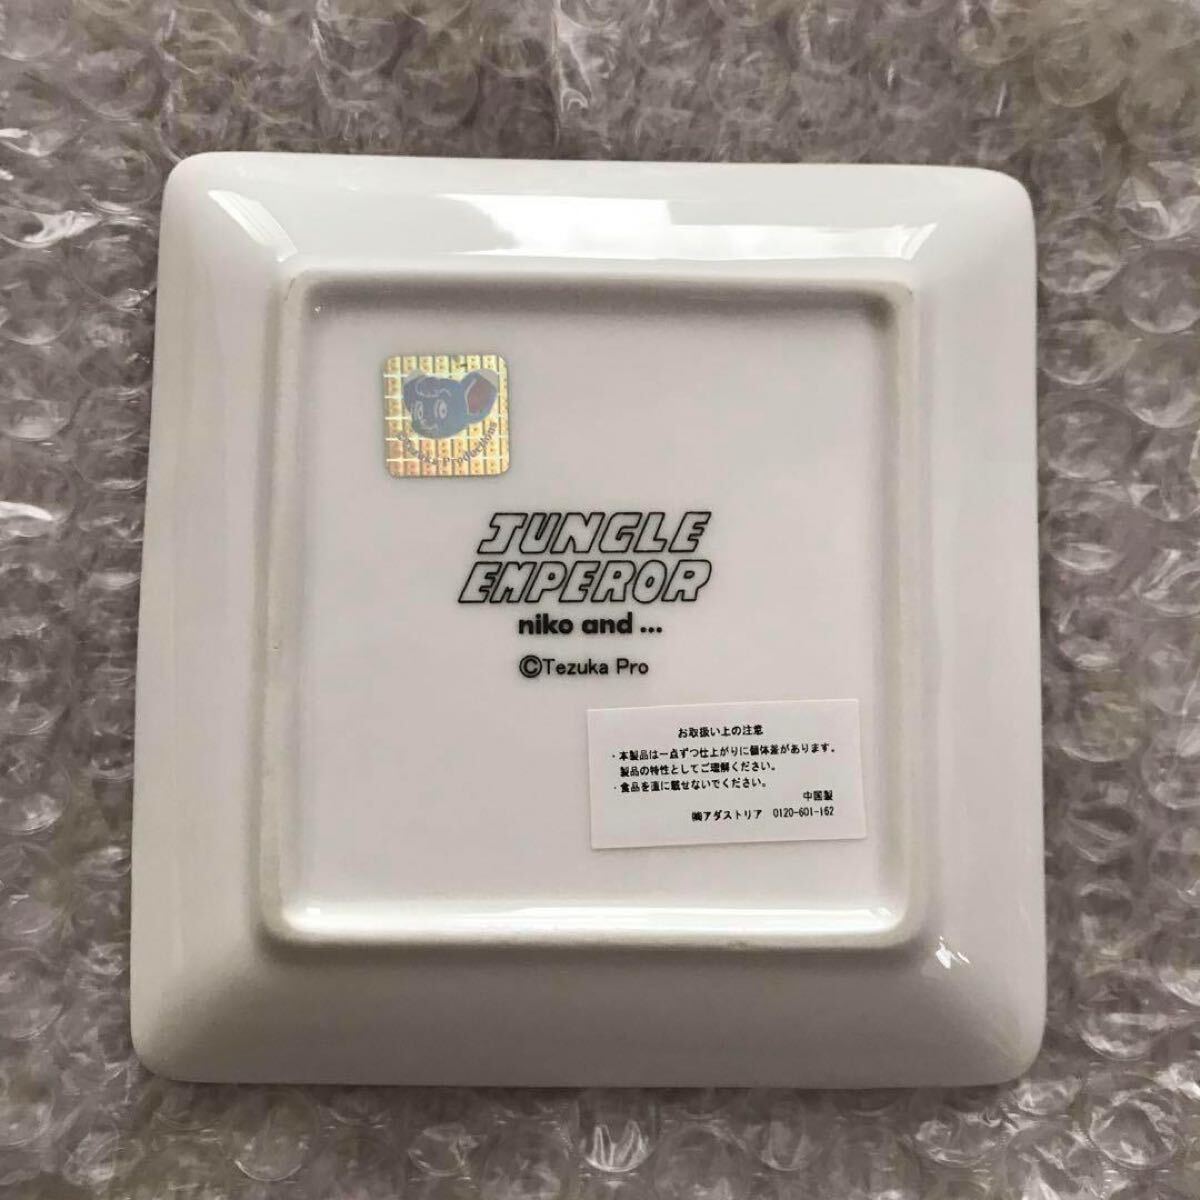 ©Tezuka Productions
JUNGLE
EMPEROR
niko and ...
©Tezuka Pro
お取扱い上の注意
・本製品は一点ずつ仕上がりに個体差があります。
製品の特性としてご理解ください。
・食品を直に載せないでください。
中国製
㈱アダストリア 0120-601-162